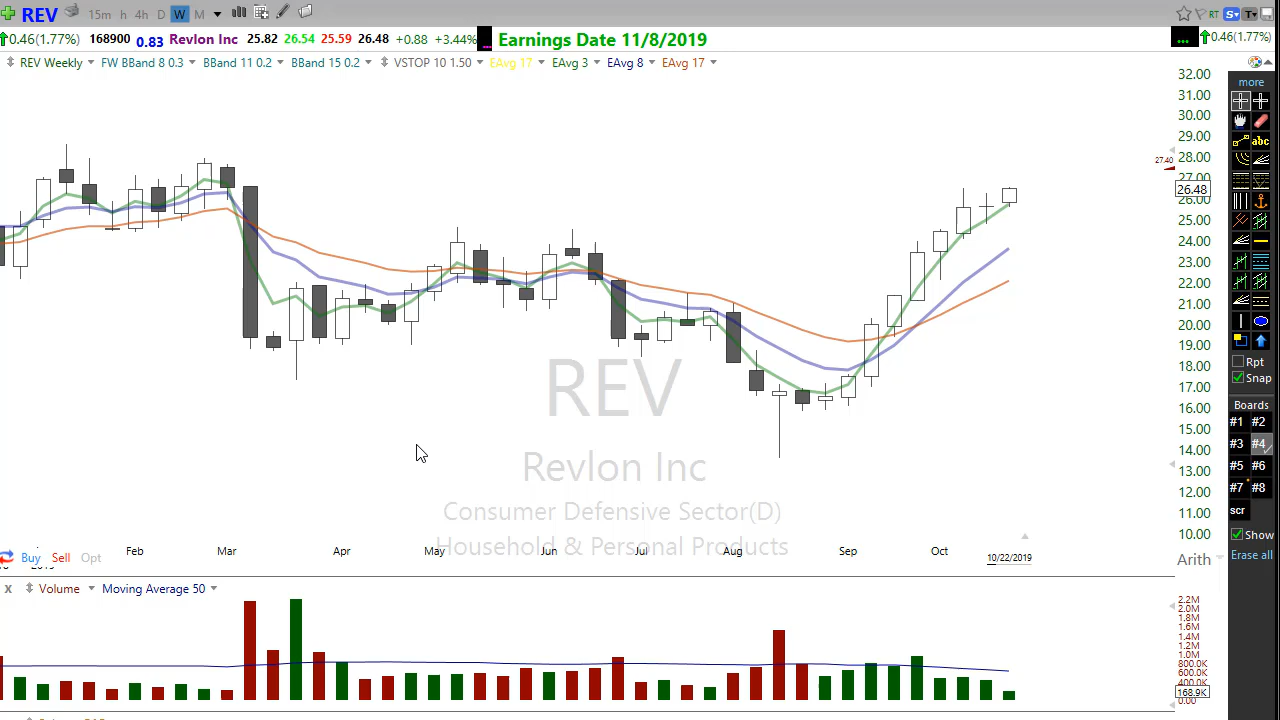 REV 15m h 4h D W M RT S T
0.46(1.77%) 168900 0.83 Revlon Inc 25.82 26.54 25.59 26.48 +0.88 +3.44% ... Earnings Date 11/8/2019 ... 0.46(1.77%)
REV Weekly FW BBand 8 0.3 BBand 11 0.2 BBand 15 0.2 VSTOP 10 1.50 EAvg 17 EAvg 3 EAvg 8 EAvg 17
32.00
31.00
30.00
29.00
28.00
27.40
27.00
26.48
26.00
25.00
24.00
23.00
22.00
21.00
20.00
19.00
18.00
17.00
16.00
15.00
14.00
13.00
12.00
11.00
10.00
REV
Revlon Inc
Consumer Defensive Sector(D)
Household & Personal Products
Feb Mar Apr May Jun Jul Aug Sep Oct 10/22/2019
Buy Sell Opt
Arith
X Volume Moving Average 50
2.2M
2.0M
1.8M
1.6M
1.4M
1.2M
1.0M
800.0K
600.0K
400.0K
168.9K
0.00
more
abc
Rpt
Snap
Boards
#1 #2
#3 #4
#5 #6
#7 #8
scr
Show
Erase all